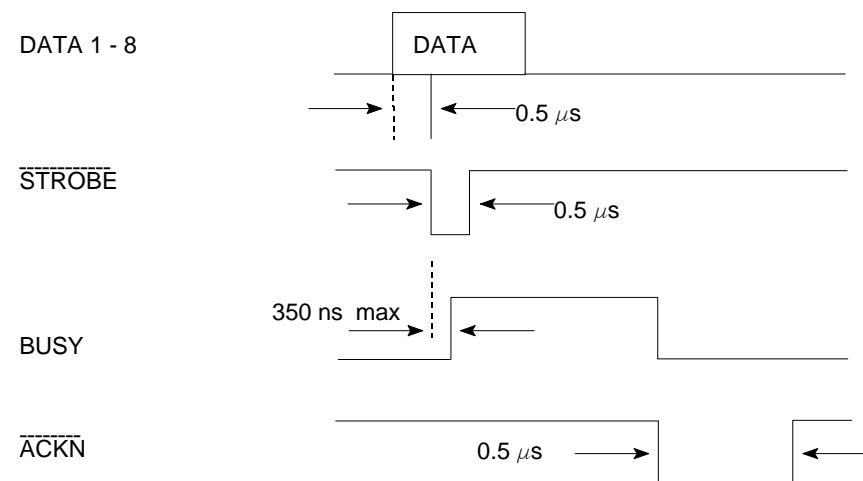 DATA 1 - 8
DATA
0.5 μs
STROBE
0.5 μs
350 ns max
BUSY
ACKN
0.5 μs